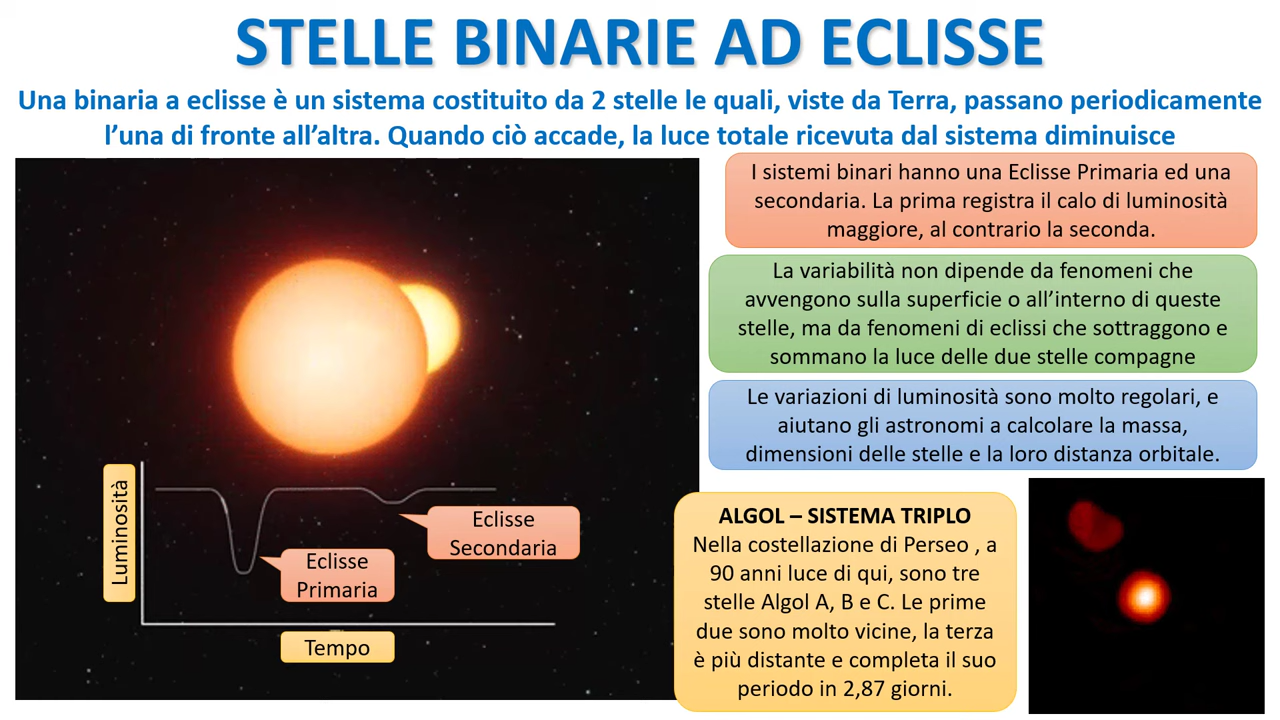 STELLE BINARIE AD ECLISSE
Una binaria a eclisse è un sistema costituito da 2 stelle le quali, viste da Terra, passano periodicamente
l’una di fronte all’altra. Quando ciò accade, la luce totale ricevuta dal sistema diminuisce
I sistemi binari hanno una Eclisse Primaria ed una
secondaria. La prima registra il calo di luminosità
maggiore, al contrario la seconda.
La variabilità non dipende da fenomeni che
avvengono sulla superficie o all’interno di queste
stelle, ma da fenomeni di eclissi che sottraggono e
sommano la luce delle due stelle compagne
Le variazioni di luminosità sono molto regolari, e
aiutano gli astronomi a calcolare la massa,
dimensioni delle stelle e la loro distanza orbitale.
Luminosità
Eclisse
Primaria
Eclisse
Secondaria
Tempo
ALGOL – SISTEMA TRIPLO
Nella costellazione di Perseo , a
90 anni luce di qui, sono tre
stelle Algol A, B e C. Le prime
due sono molto vicine, la terza
è più distante e completa il suo
periodo in 2,87 giorni.